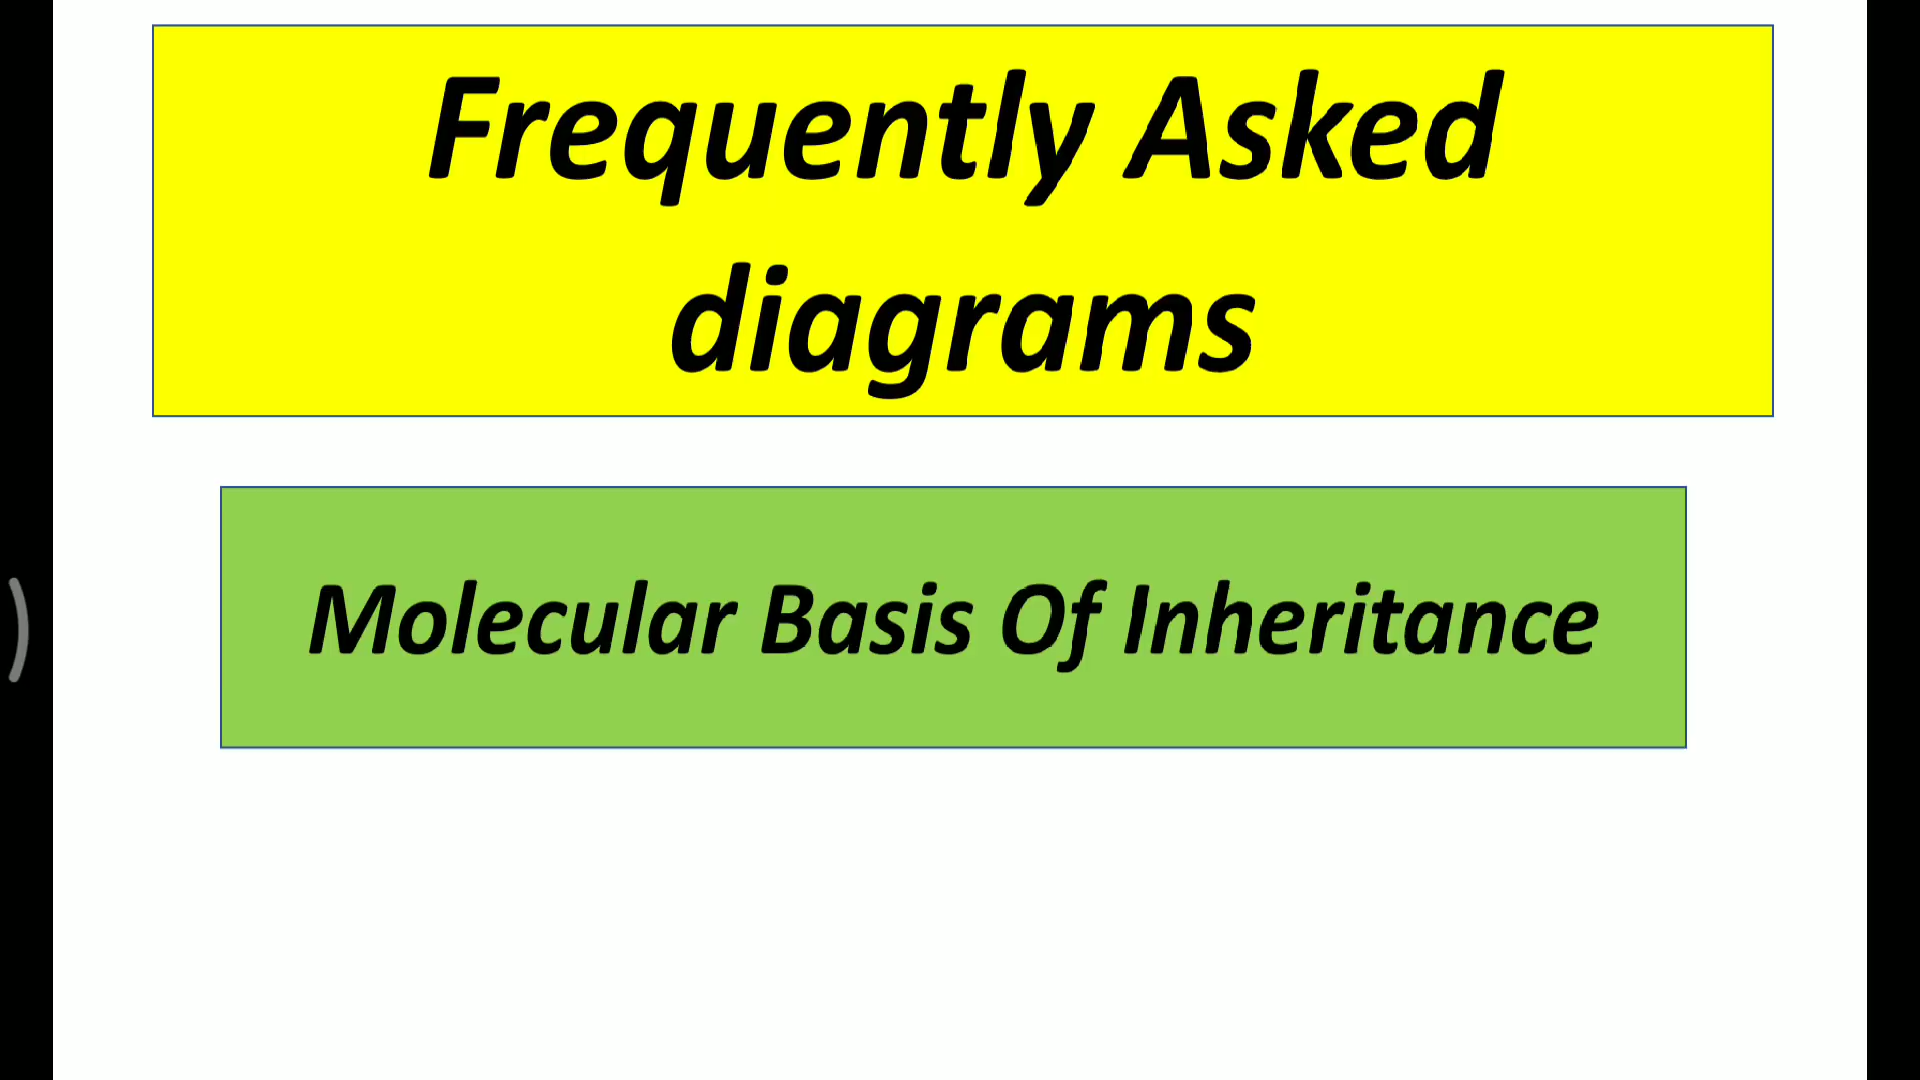 Frequently Asked
diagrams
Molecular Basis Of Inheritance